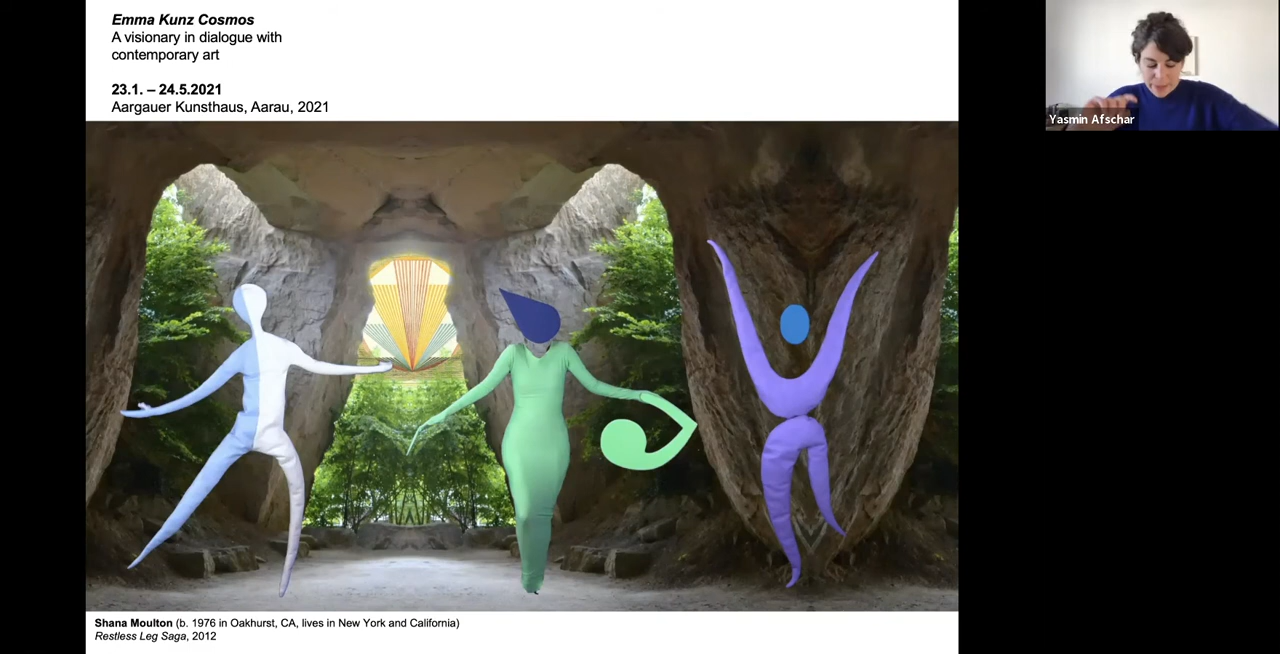 Emma Kunz Cosmos
A visionary in dialogue with
contemporary art
23.1. – 24.5.2021
Aargauer Kunsthaus, Aarau, 2021
Yasmin Afschar
Shana Moulton (b. 1976 in Oakhurst, CA, lives in New York and California)
Restless Leg Saga, 2012